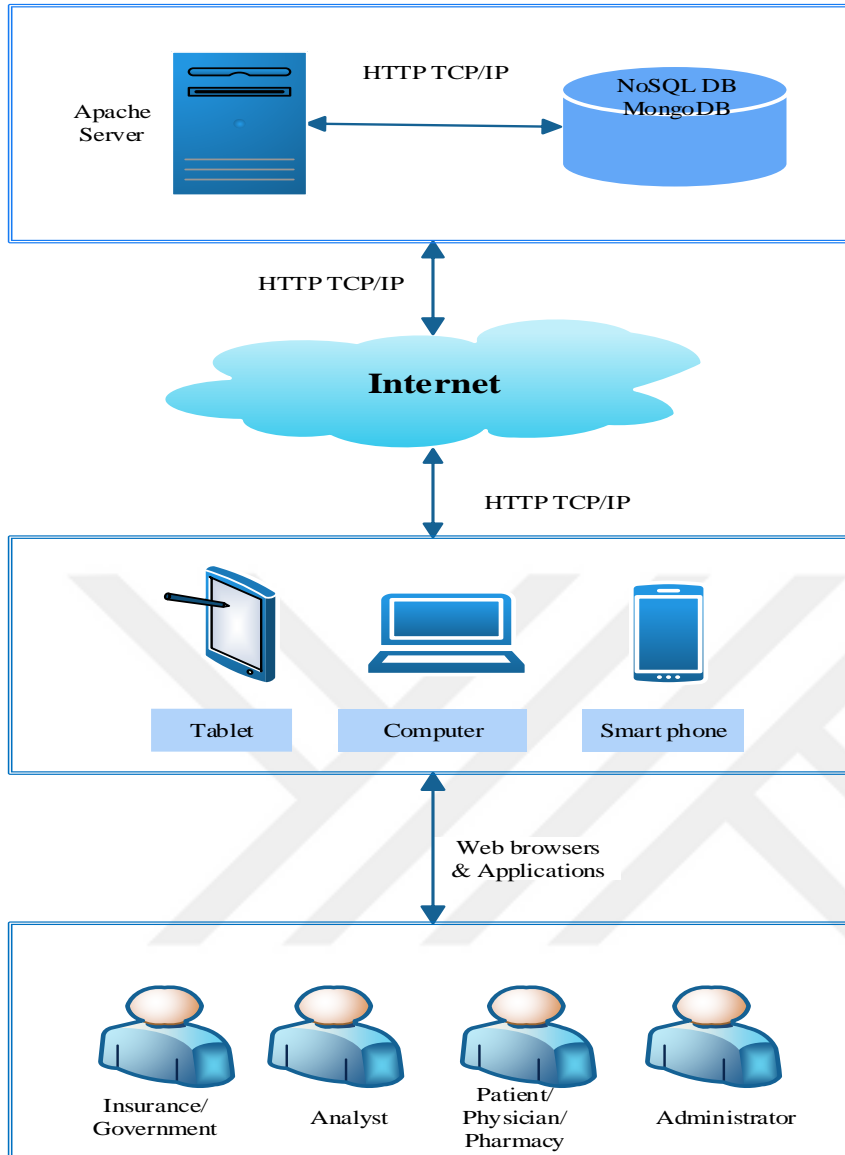 HTTP TCP/IP
NoSQL DB
MongoDB
Apache
Server
HTTP TCP/IP
Internet
HTTP TCP/IP
Tablet
Computer
Smart phone
Web browsers
& Applications
Insurance/
Government
Analyst
Patient/
Physician/
Pharmacy
Administrator